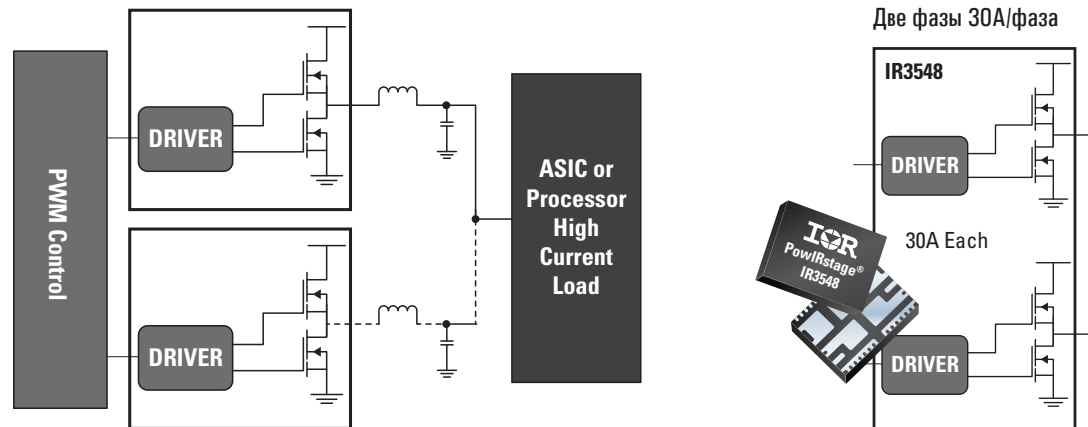 DRIVER
DRIVER
PWM Control
ASIC or
Processor
High
Current
Load
Две фазы 30А/фаза
IR3548
DRIVER
30A Each
IOR
PowIRstage®
IR3548
DRIVER